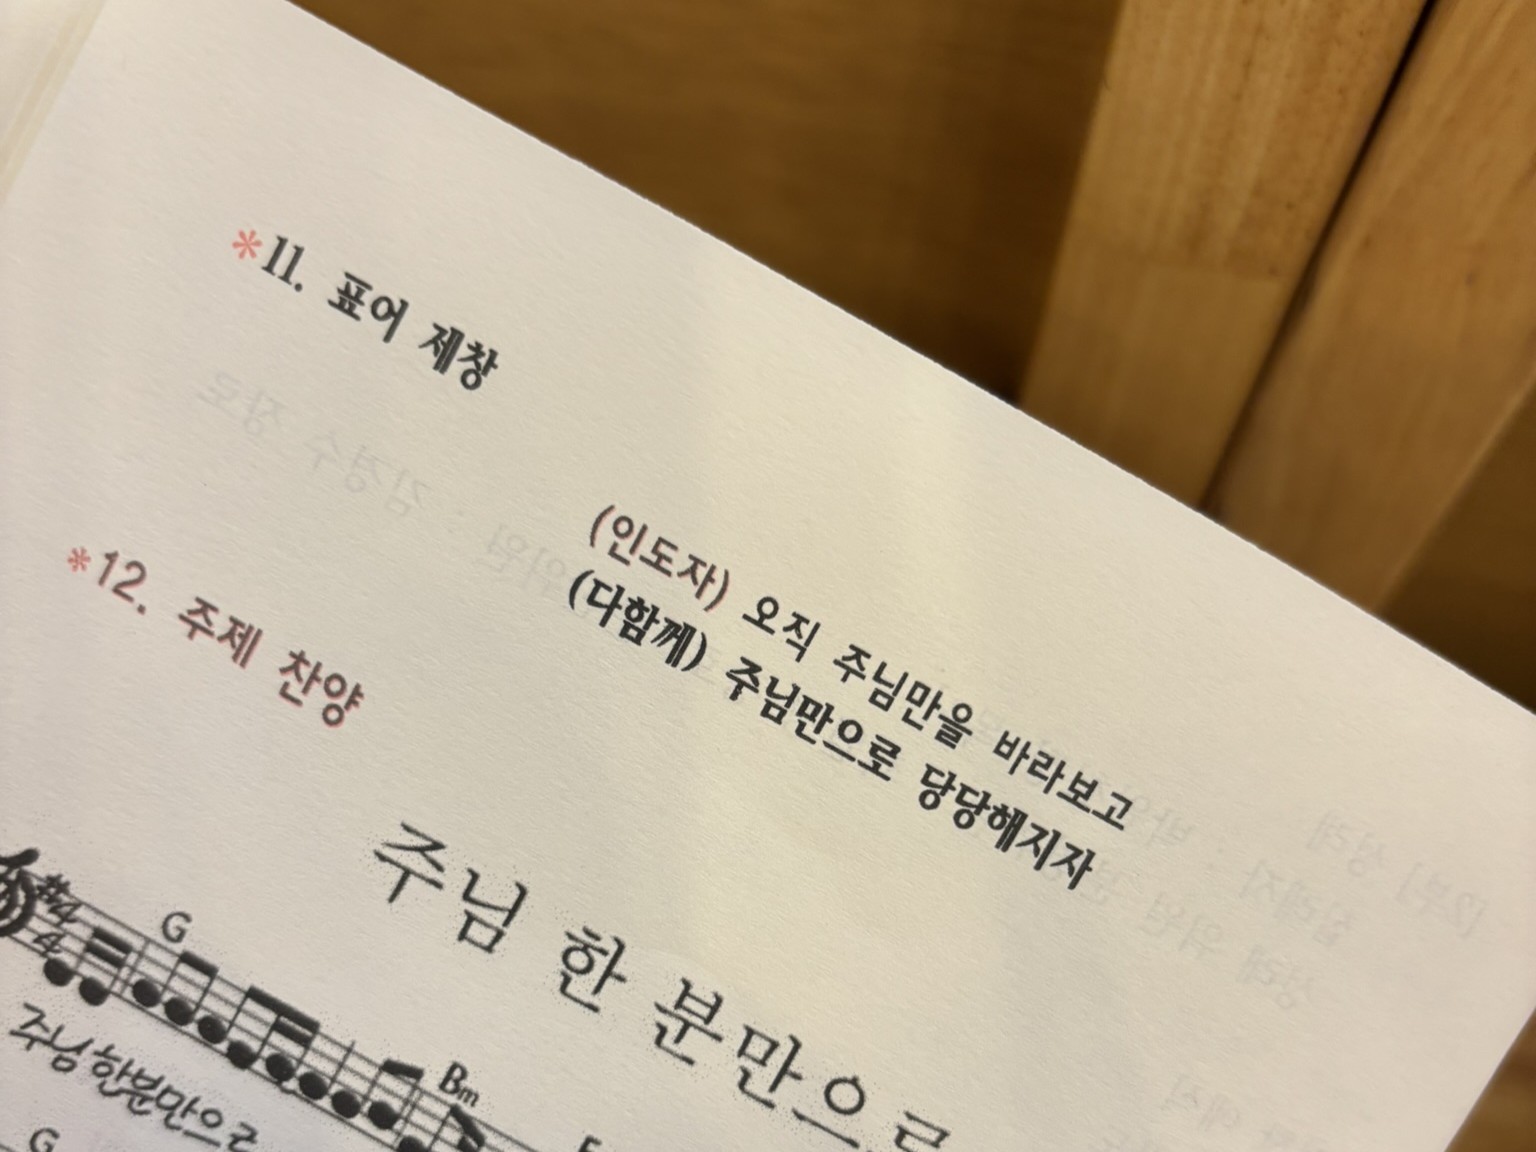 *11. 표어 제창
(인도자) 오직 주님만을 바라보고
(다함께) 주님만으로 당당해지자
*12. 주제 찬양
주님 한 분만으로
4
4
G
Bm
주님 한분만으로
G